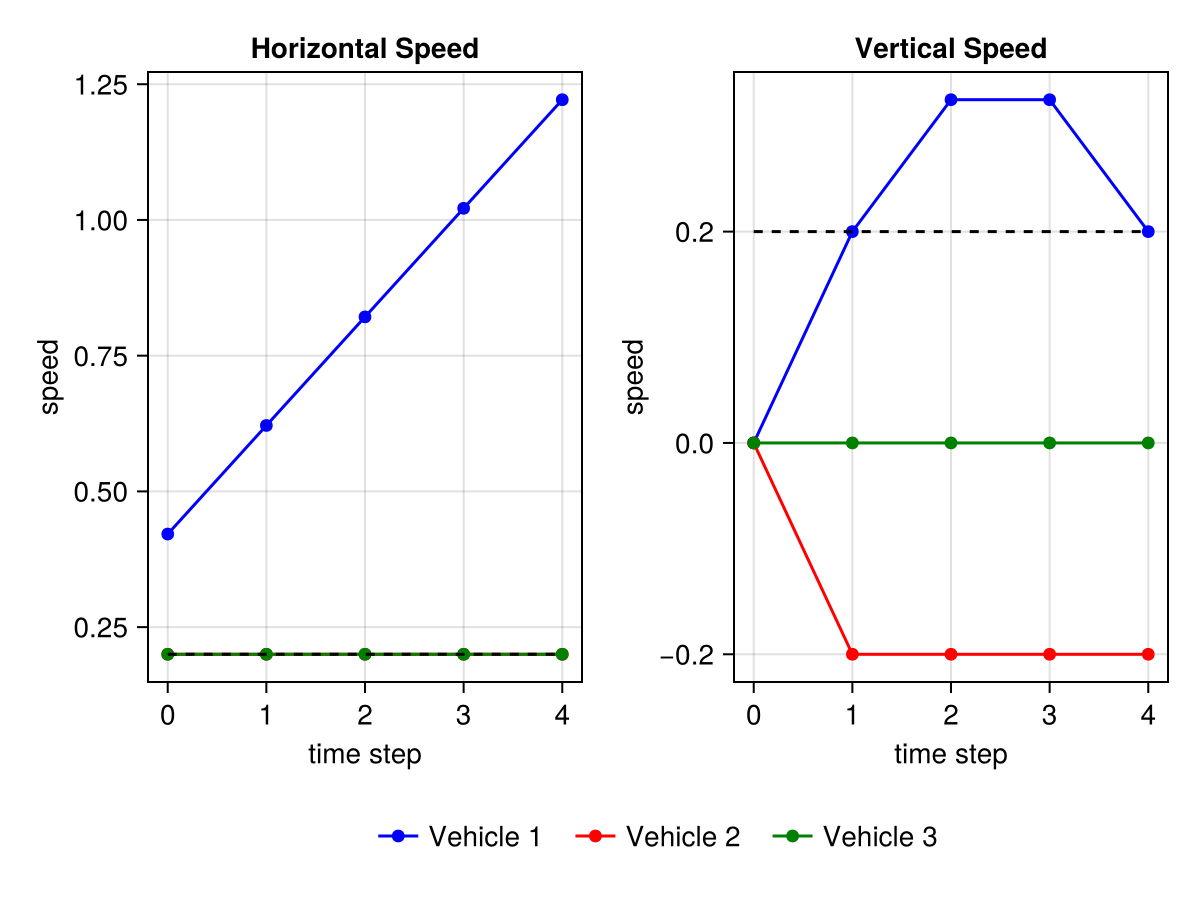 Horizontal Speed
1.25
1.00
0.75
0.50
0.25
speed
0 1 2 3 4
time step
Vertical Speed
0.2
0.0
−0.2
speed
0 1 2 3 4
time step
Vehicle 1 Vehicle 2 Vehicle 3